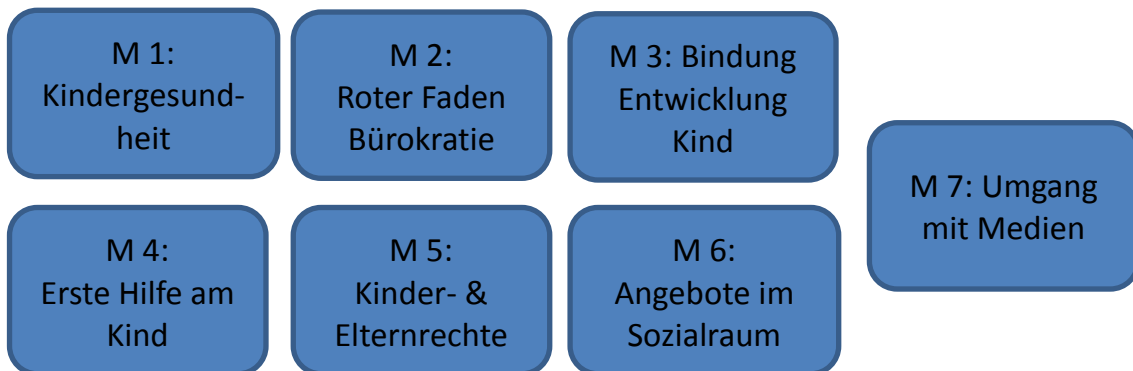 M 1:
Kindergesund-
heit
M 2:
Roter Faden
Bürokratie
M 3: Bindung
Entwicklung
Kind
M 4:
Erste Hilfe am
Kind
M 5:
Kinder- &
Elternrechte
M 6:
Angebote im
Sozialraum
M 7: Umgang
mit Medien